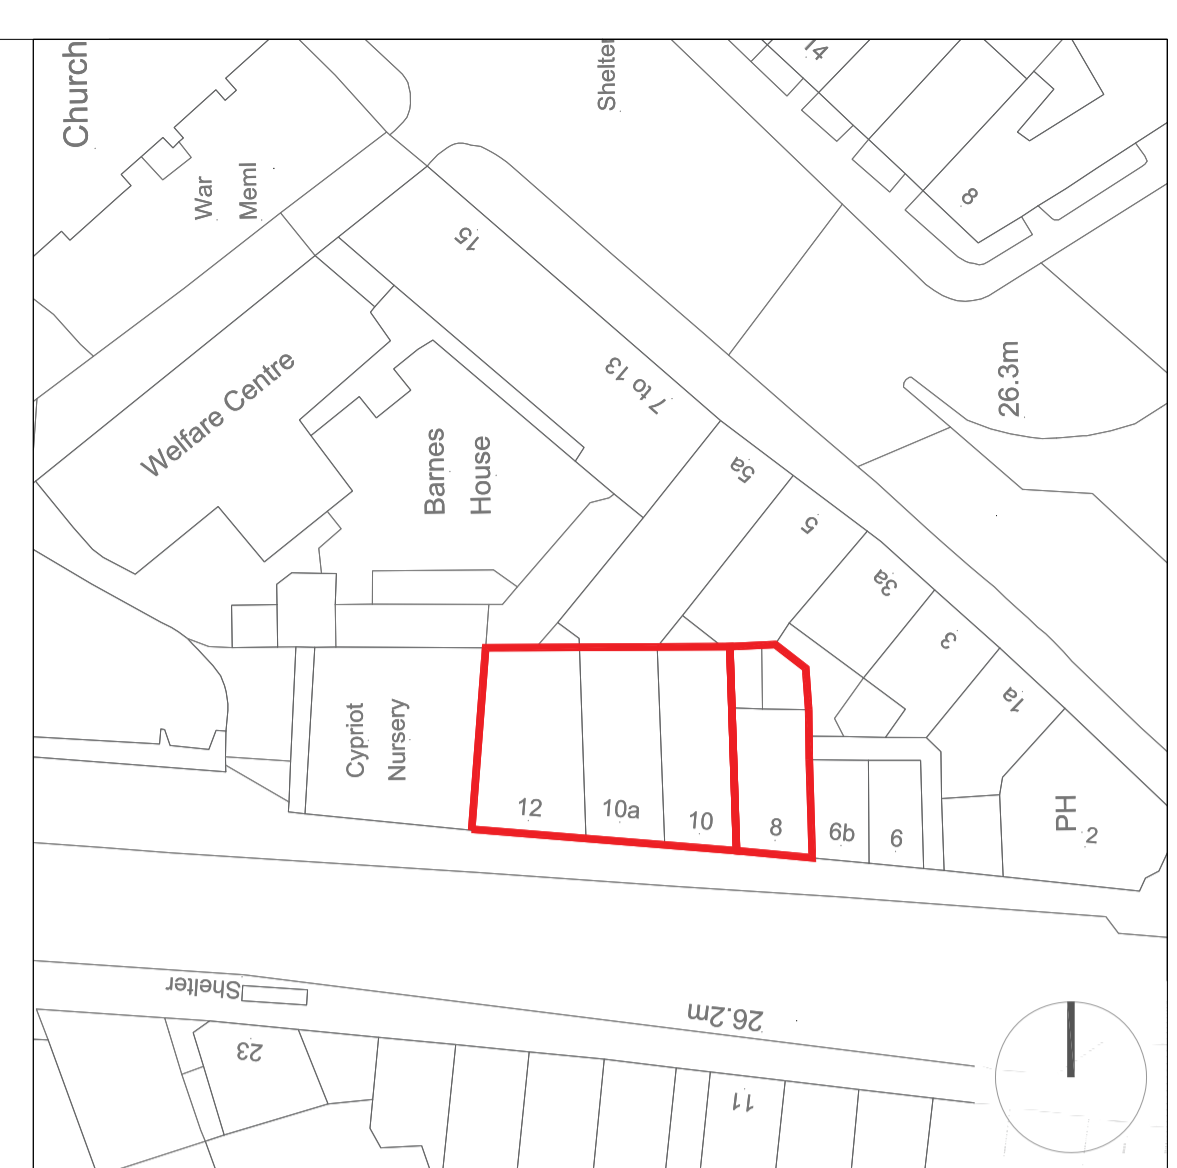 Church
Shelter
14
War
Meml
8
15
26.3m
7 to 13
Welfare Centre
Barnes
House
5a
5
3a
3
1a
Cypriot
Nursery
12
10a
10
8
6b
6
PH
2
Shelter
26.2m
23
11